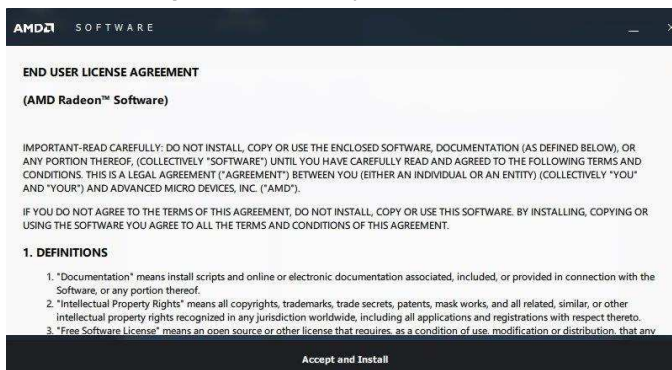 AMD SOFTWARE
END USER LICENSE AGREEMENT
(AMD Radeon™ Software)
IMPORTANT-READ CAREFULLY: DO NOT INSTALL, COPY OR USE THE ENCLOSED SOFTWARE, DOCUMENTATION (AS DEFINED BELOW), OR
ANY PORTION THEREOF, (COLLECTIVELY "SOFTWARE") UNTIL YOU HAVE CAREFULLY READ AND AGREED TO THE FOLLOWING TERMS AND
CONDITIONS. THIS IS A LEGAL AGREEMENT ("AGREEMENT") BETWEEN YOU (EITHER AN INDIVIDUAL OR AN ENTITY) (COLLECTIVELY "YOU"
AND "YOUR") AND ADVANCED MICRO DEVICES, INC. ("AMD").
IF YOU DO NOT AGREE TO THE TERMS OF THIS AGREEMENT, DO NOT INSTALL, COPY OR USE THIS SOFTWARE. BY INSTALLING, COPYING OR
USING THE SOFTWARE YOU AGREE TO ALL THE TERMS AND CONDITIONS OF THIS AGREEMENT.
1. DEFINITIONS
1. "Documentation" means install scripts and online or electronic documentation associated, included, or provided in connection with the
Software, or any portion thereof.
2. "Intellectual Property Rights" means all copyrights, trademarks, trade secrets, patents, mask works, and all related, similar, or other
intellectual property rights recognized in any jurisdiction worldwide, including all applications and registrations with respect thereto.
3. "Free Software License" means an open source or other license that requires, as a condition of use, modification or distribution, that any
Accept and Install